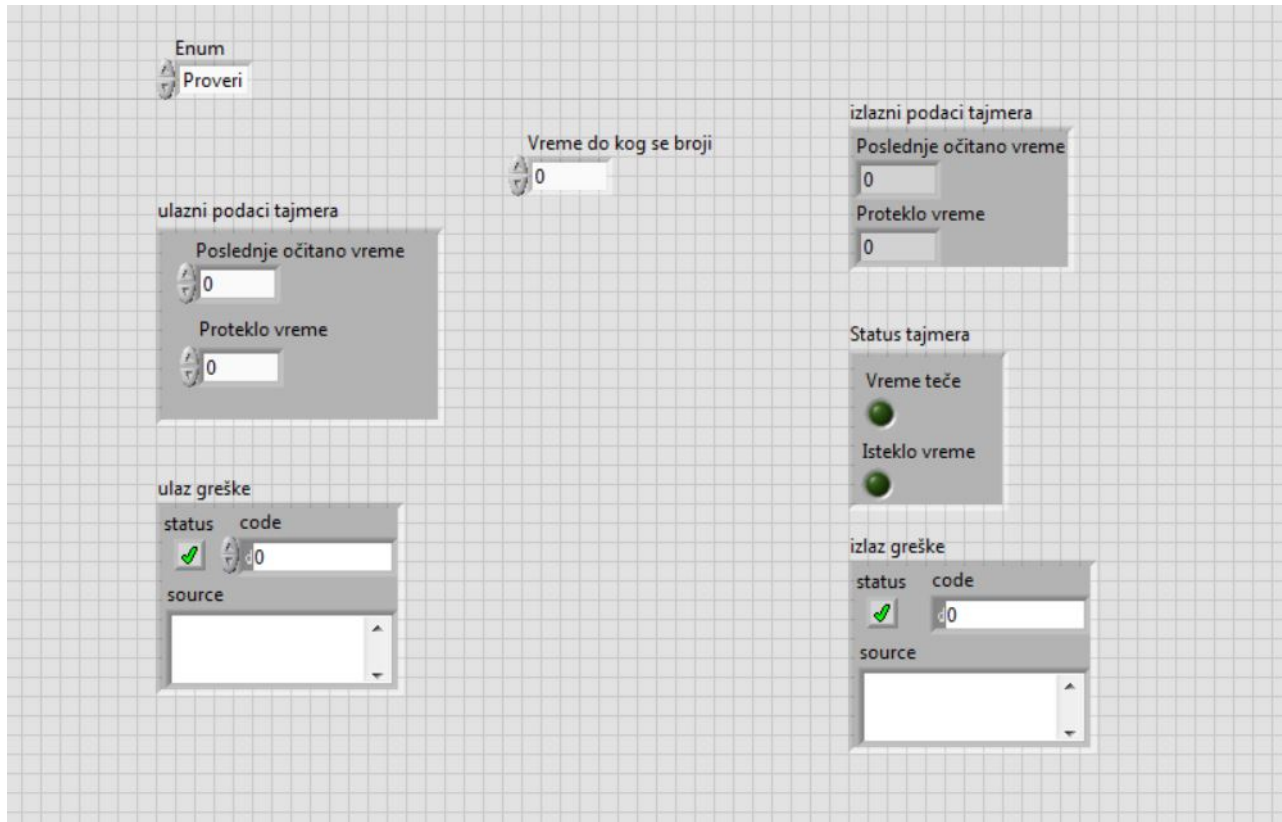 Enum
Proveri
Vreme do kog se broji
0
ulazni podaci tajmera
Poslednje očitano vreme
0
Proteklo vreme
0
ulaz greške
status code
d0
source
izlazni podaci tajmera
Poslednje očitano vreme
0
Proteklo vreme
0
Status tajmera
Vreme teče
Isteklo vreme
izlaz greške
status code
d0
source